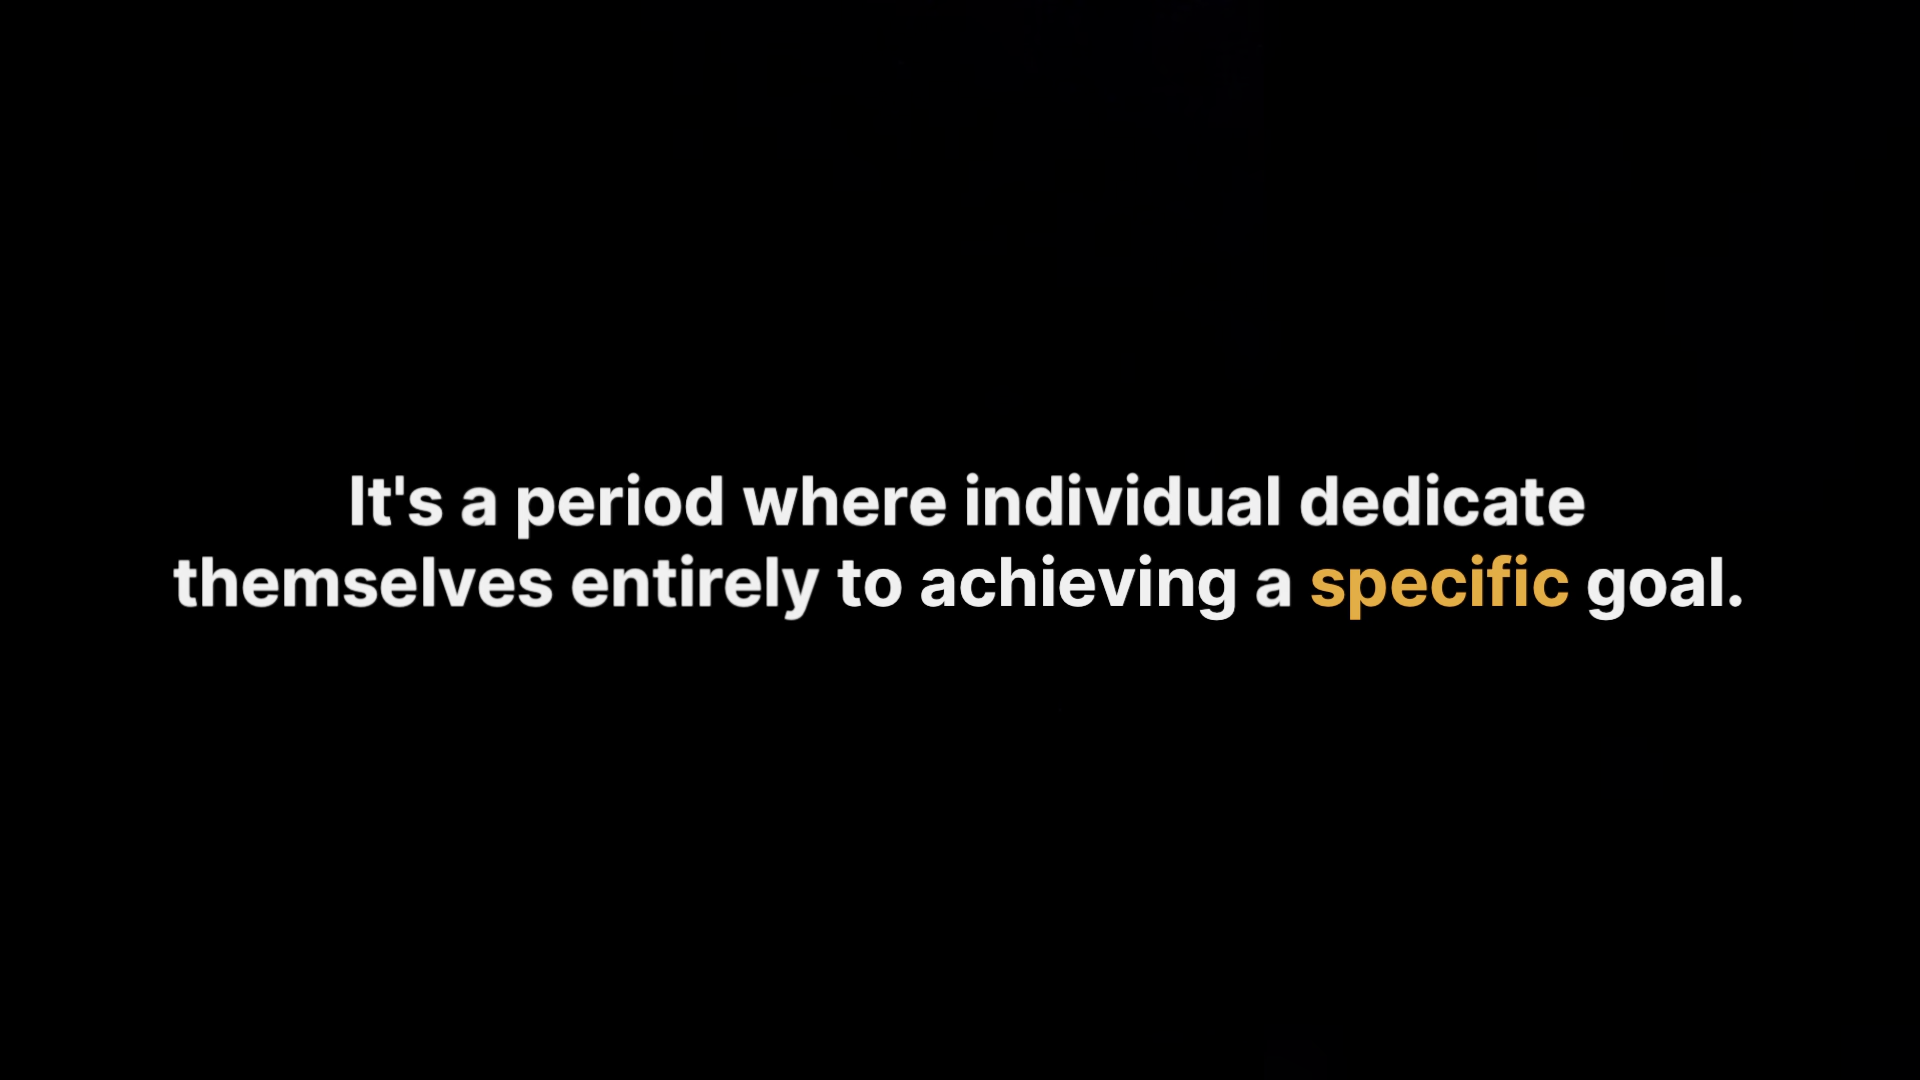 It's a period where individual dedicate
themselves entirely to achieving a specific goal.